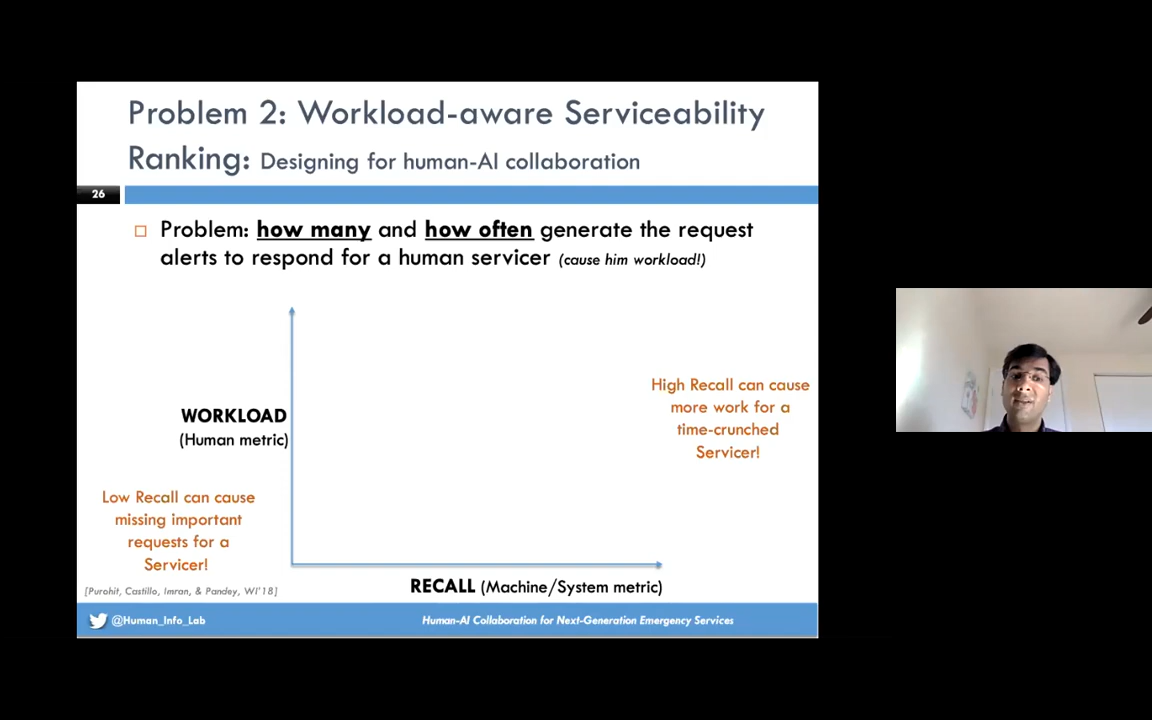 Problem 2: Workload-aware Serviceability
Ranking: Designing for human-AI collaboration
26
Problem: how many and how often generate the request
alerts to respond for a human servicer (cause him workload!)
High Recall can cause
more work for a
time-crunched
Servicer!
WORKLOAD
(Human metric)
Low Recall can cause
missing important
requests for a
Servicer!
[Purohit, Castillo, Imran, & Pandey, WI'18]
RECALL (Machine/System metric)
@Human_Info_Lab
Human-AI Collaboration for Next-Generation Emergency Services